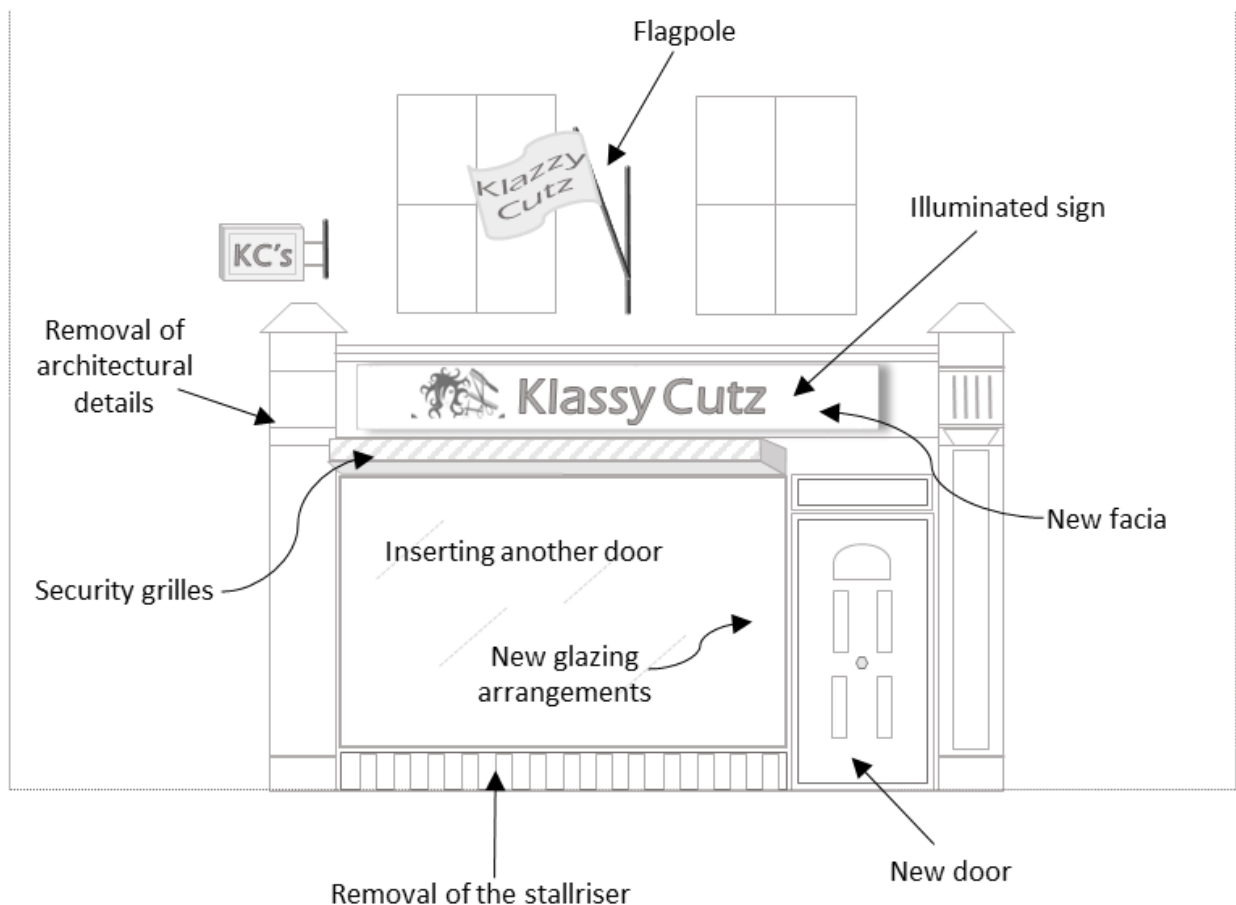 Flagpole
Klazzy
Cutz
Illuminated sign
KC's
Removal of
architectural
details
Klassy Cutz
New facia
Inserting another door
Security grilles
New glazing
arrangements
New door
Removal of the stallriser